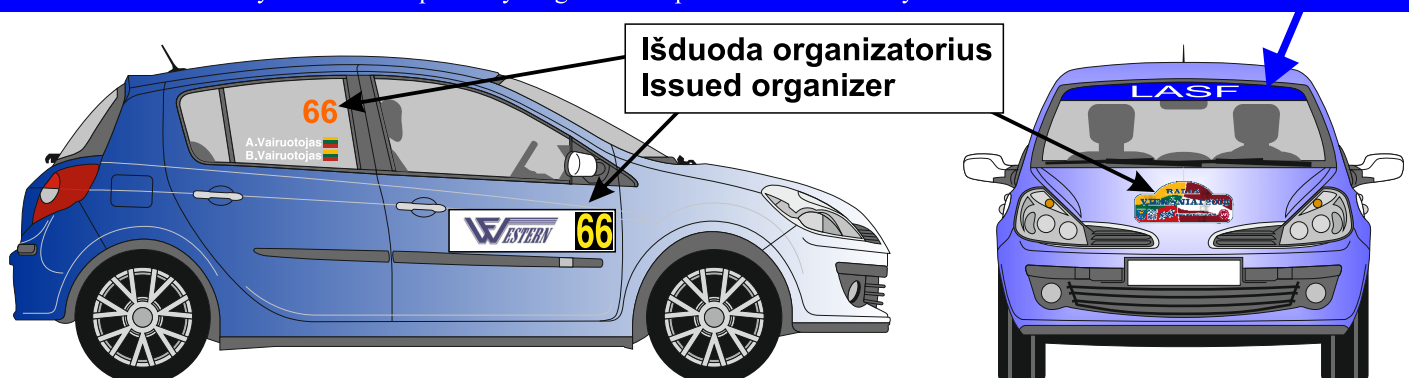 Išduoda organizatorius
Issued organizer
LASF
66
A.Vairuotojas
B.Vairuotojas
WESTERN 66